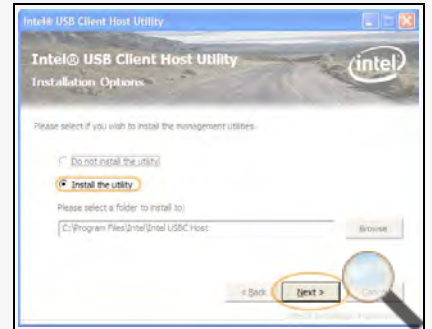 Intel® USB Client Host Utility
Intel® USB Client Host Utility
Installation Options
intel
Please select if you wish to install the management utilities.
Do not install the utility
Install the utility
Please select a folder to install to:
C:\Program Files\Intel\Intel USBC Host
Browse
< Back
Next >